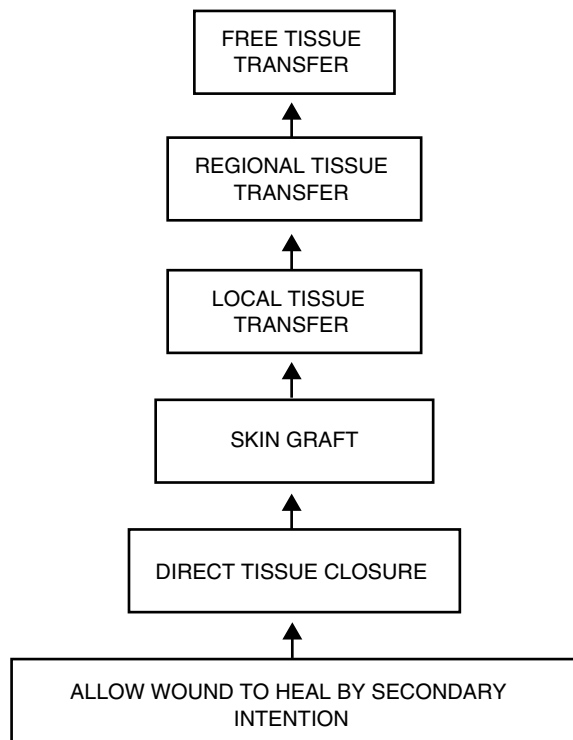 FREE TISSUE
TRANSFER
REGIONAL TISSUE
TRANSFER
LOCAL TISSUE
TRANSFER
SKIN GRAFT
DIRECT TISSUE CLOSURE
ALLOW WOUND TO HEAL BY SECONDARY
INTENTION